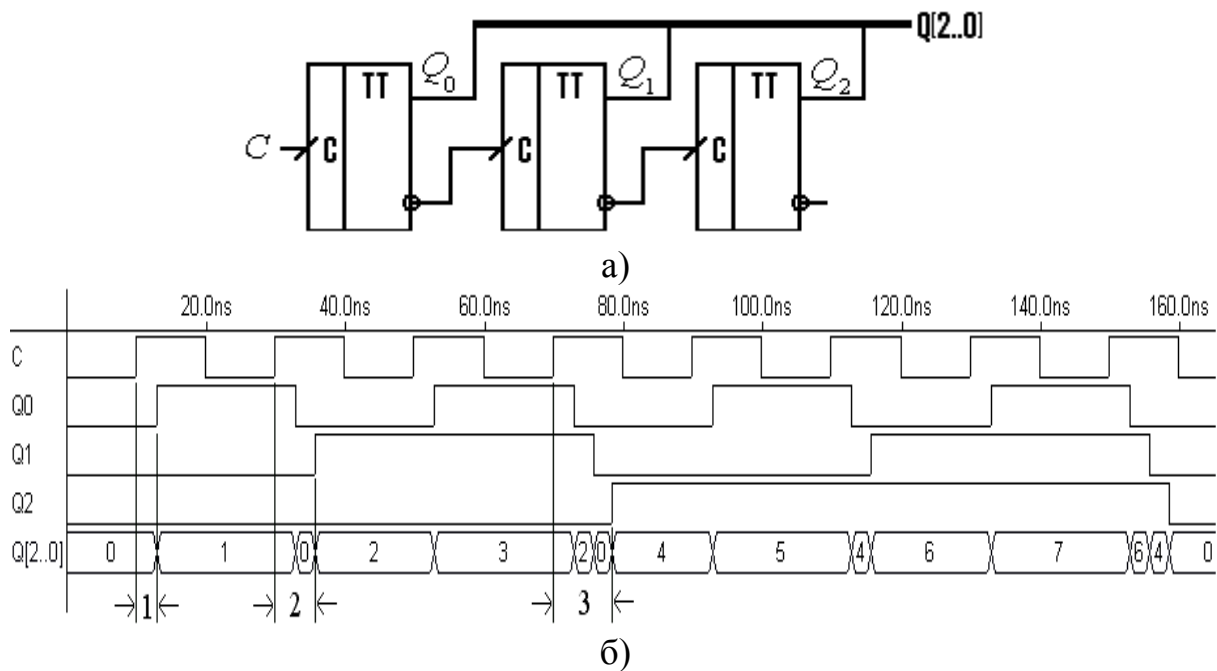 Q[2..0]
Q0 Q1 Q2
TT TT TT
C C C C
а)
20.0ns 40.0ns 60.0ns 80.0ns 100.0ns 120.0ns 140.0ns 160.0ns
C
Q0
Q1
Q2
Q[2..0] 0 1 0 2 3 2 0 4 5 4 6 7 6 4 0
1 2 3
б)